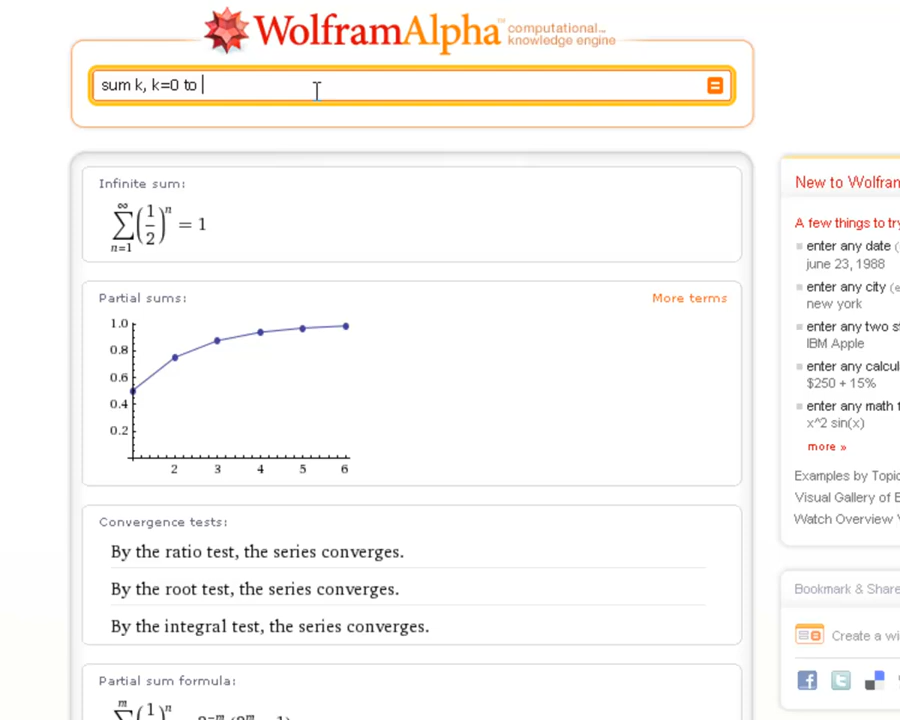 WolframAlpha™ computational™
knowledge engine
sum k, k=0 to
Infinite sum:
∞
∑ (1/2)^n = 1
n=1
Partial sums:
More terms
1.0
0.8
0.6
0.4
0.2
2 3 4 5 6
Convergence tests:
By the ratio test, the series converges.
By the root test, the series converges.
By the integral test, the series converges.
Partial sum formula:
m
New to Wolfram
A few things to try
enter any date
june 23, 1988
enter any city
new york
enter any two
IBM Apple
enter any
$250 + 15%
enter any math
x^2 sin(x)
more »
Examples by Topic
Visual Gallery of
Watch Overview
Bookmark & Share
Create a